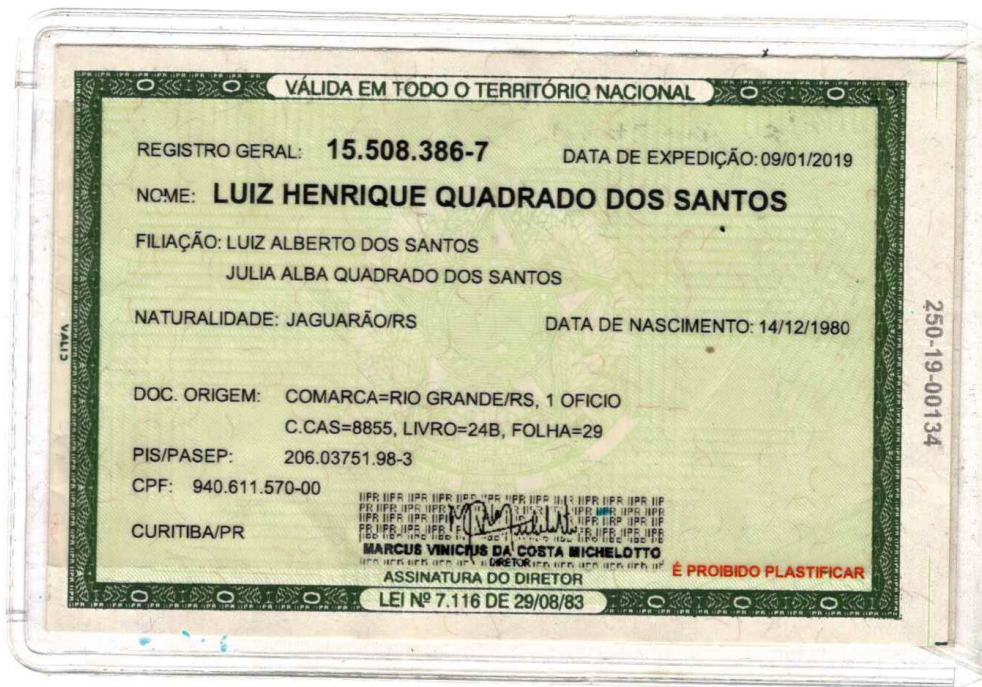 VÁLIDA EM TODO O TERRITÓRIO NACIONAL
REGISTRO GERAL: 15.508.386-7 DATA DE EXPEDIÇÃO: 09/01/2019
NOME: LUIZ HENRIQUE QUADRADO DOS SANTOS
FILIAÇÃO: LUIZ ALBERTO DOS SANTOS
JULIA ALBA QUADRADO DOS SANTOS
NATURALIDADE: JAGUARÃO/RS DATA DE NASCIMENTO: 14/12/1980
DOC. ORIGEM: COMARCA=RIO GRANDE/RS, 1 OFICIO
C.CAS=8855, LIVRO=24B, FOLHA=29
PIS/PASEP: 206.03751.98-3
CPF: 940.611.570-00
CURITIBA/PR
MARCUS VINICIUS DA COSTA MICHELOTTO
DIRETOR
É PROIBIDO PLASTIFICAR
ASSINATURA DO DIRETOR
LEI Nº 7.116 DE 29/08/83
250-19-00134